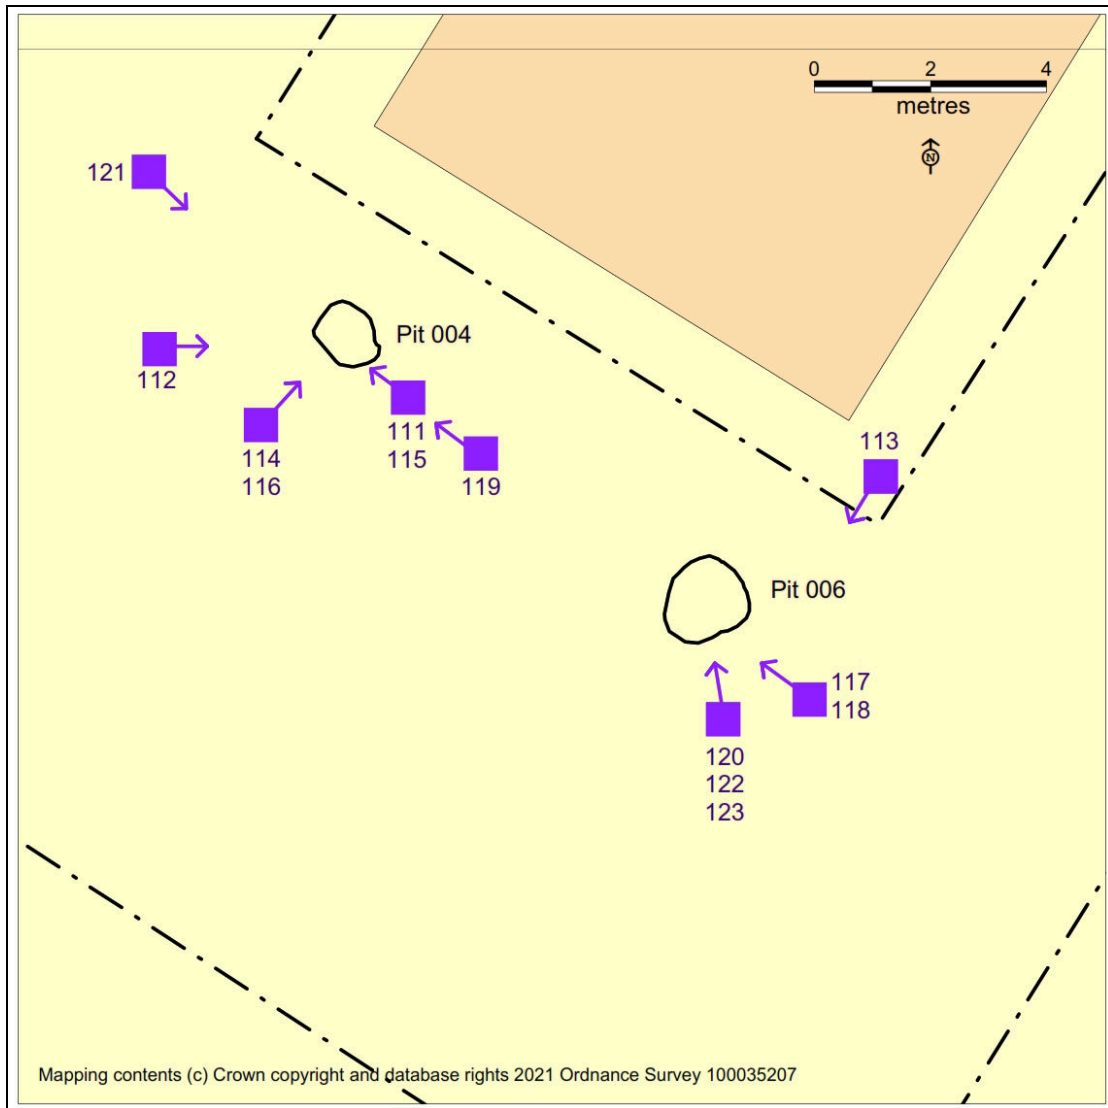 0 2 4
metres
N
121
Pit 004
112
111
115
114
116
119
113
Pit 006
117
118
120
122
123
Mapping contents (c) Crown copyright and database rights 2021 Ordnance Survey 100035207